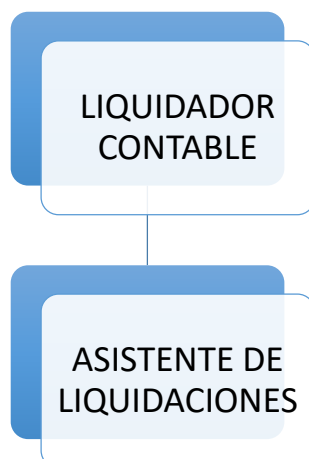 LIQUIDADOR
CONTABLE
ASISTENTE DE
LIQUIDACIONES